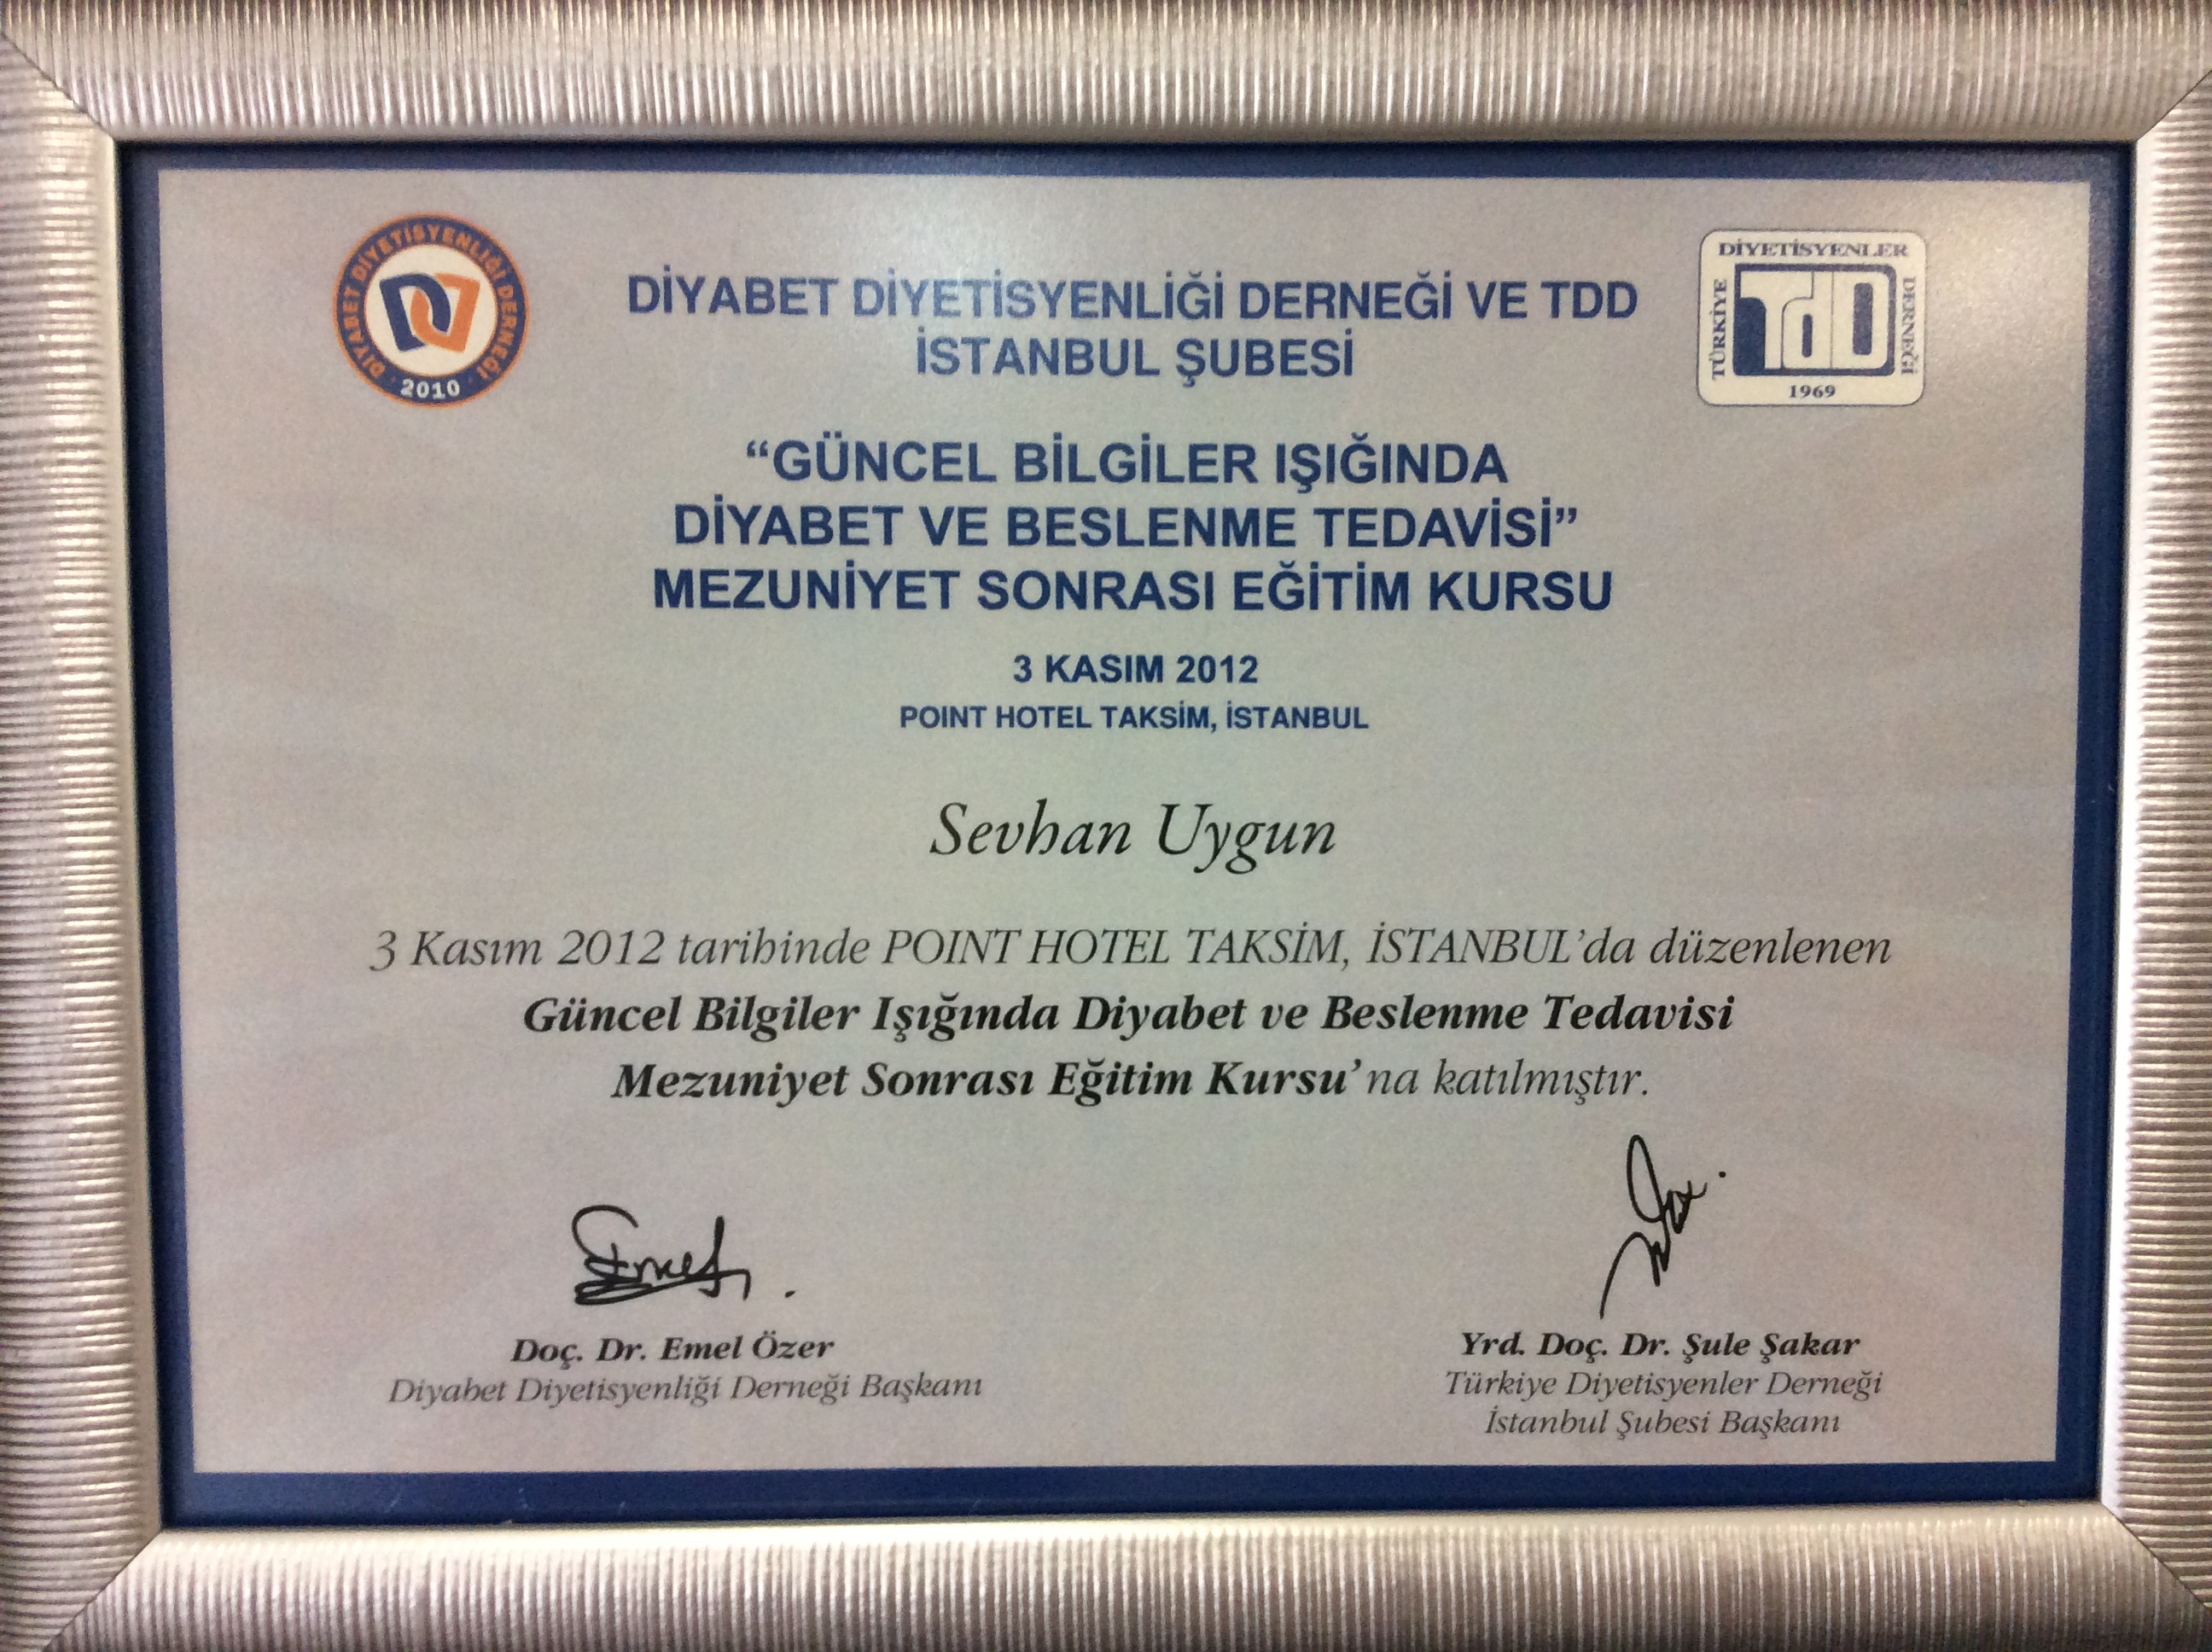 DİYABET DİYETİSYENLİĞİ DERNEĞİ
2010
DİYETİSYENLER
TÜRKİYE
TdD
DERNEĞİ
1969
DİYABET DİYETİSYENLİĞİ DERNEĞİ VE TDD
İSTANBUL ŞUBESİ
“GÜNCEL BİLGİLER IŞIĞINDA
DİYABET VE BESLENME TEDAVİSİ”
MEZUNİYET SONRASI EĞİTİM KURSU
3 KASIM 2012
POINT HOTEL TAKSİM, İSTANBUL
Sevhan Uygun
3 Kasım 2012 tarihinde POINT HOTEL TAKSİM, İSTANBUL’da düzenlenen
Güncel Bilgiler Işığında Diyabet ve Beslenme Tedavisi
Mezuniyet Sonrası Eğitim Kursu’na katılmıştır.
Emel
Doç. Dr. Emel Özer
Diyabet Diyetisyenliği Derneği Başkanı
Yrd. Doç. Dr. Şule Şakar
Türkiye Diyetisyenler Derneği
İstanbul Şubesi Başkanı